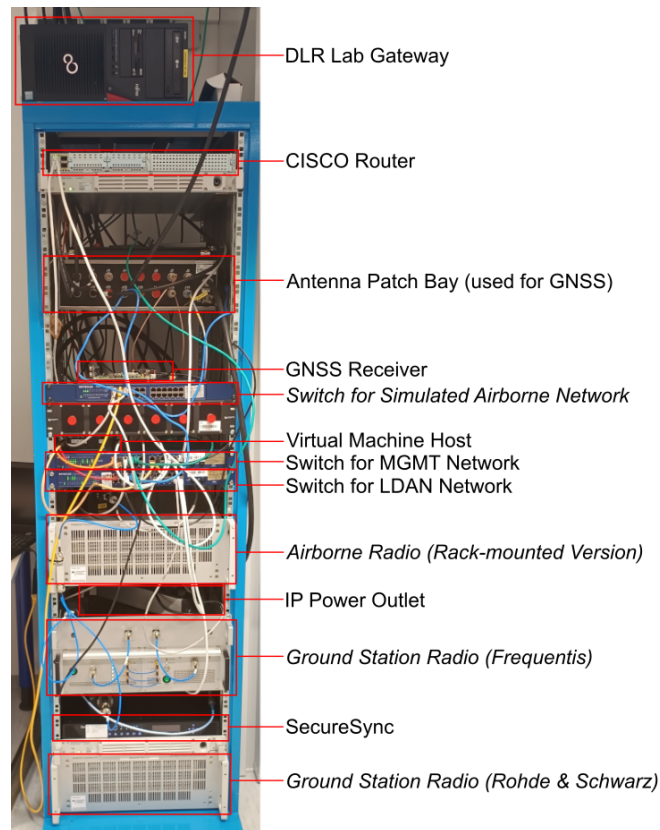 DLR Lab Gateway
CISCO Router
Antenna Patch Bay (used for GNSS)
GNSS Receiver
Switch for Simulated Airborne Network
Virtual Machine Host
Switch for MGMT Network
Switch for LDAN Network
Airborne Radio (Rack-mounted Version)
IP Power Outlet
Ground Station Radio (Frequentis)
SecureSync
Ground Station Radio (Rohde & Schwarz)